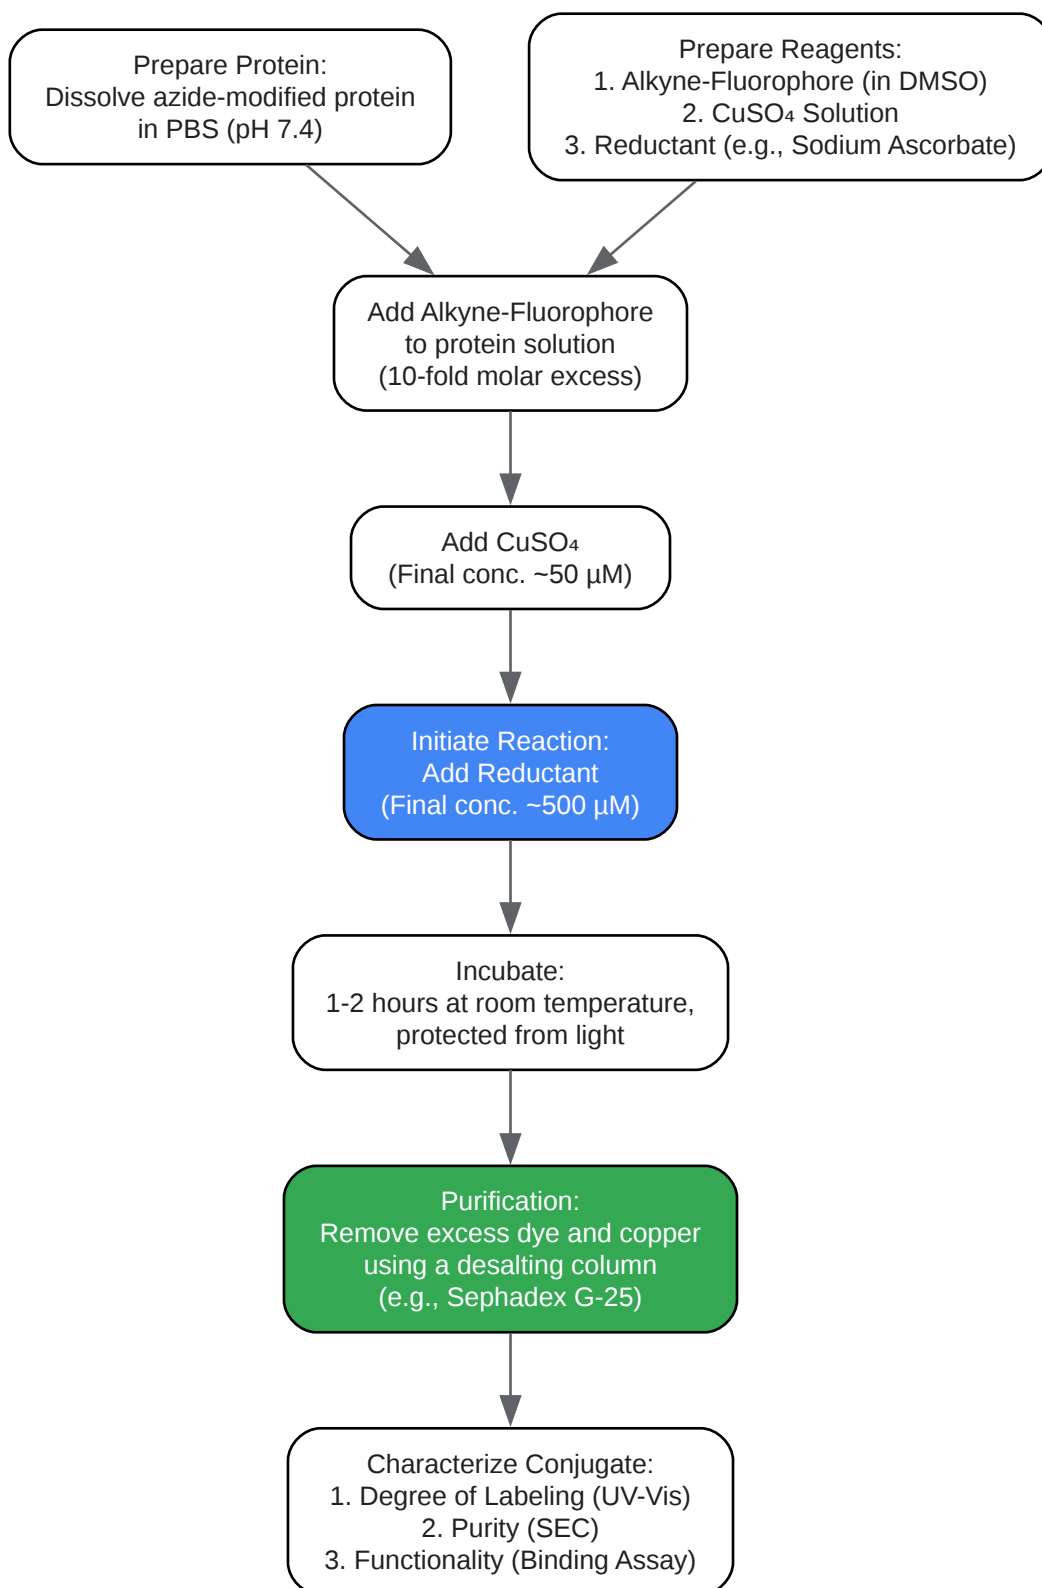 Prepare Protein:
Dissolve azide-modified protein
in PBS (pH 7.4)
Prepare Reagents:
1. Alkyne-Fluorophore (in DMSO)
2. CuSO₄ Solution
3. Reductant (e.g., Sodium Ascorbate)
Add Alkyne-Fluorophore
to protein solution
(10-fold molar excess)
Add CuSO₄
(Final conc. ~50 µM)
Initiate Reaction:
Add Reductant
(Final conc. ~500 µM)
Incubate:
1-2 hours at room temperature,
protected from light
Purification:
Remove excess dye and copper
using a desalting column
(e.g., Sephadex G-25)
Characterize Conjugate:
1. Degree of Labeling (UV-Vis)
2. Purity (SEC)
3. Functionality (Binding Assay)